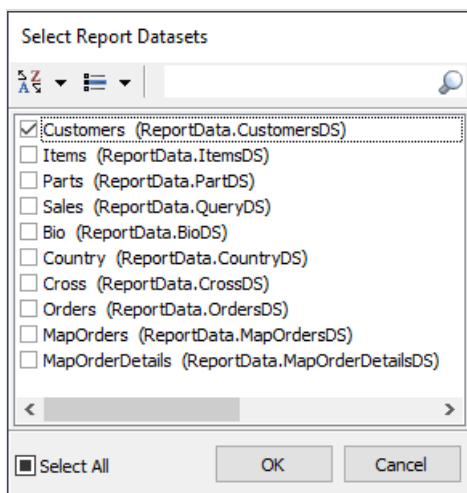 Select Report Datasets
Customers (ReportData.CustomersDS)
Items (ReportData.ItemsDS)
Parts (ReportData.PartDS)
Sales (ReportData.QueryDS)
Bio (ReportData.BioDS)
Country (ReportData.CountryDS)
Cross (ReportData.CrossDS)
Orders (ReportData.OrdersDS)
MapOrders (ReportData.MapOrdersDS)
MapOrderDetails (ReportData.MapOrderDetailsDS)
Select All OK Cancel